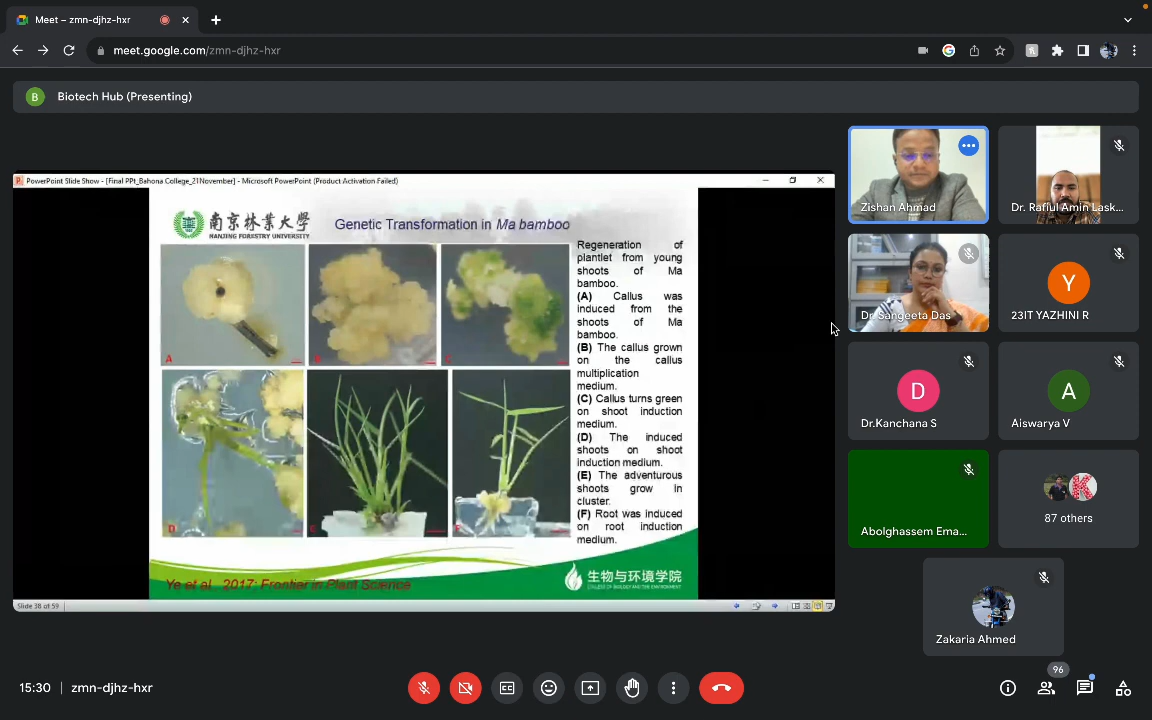 Meet – zmn-djhz-hxr
meet.google.com/zmn-djhz-hxr
B
Biotech Hub (Presenting)
PowerPoint Slide Show - [Final PPt_Bahona College_21November] - Microsoft PowerPoint (Product Activation Failed)
南京林業大學
NANJING FORESTRY UNIVERSITY
Genetic Transformation in Ma bamboo
A
B
C
D
E
F
Regeneration of
plantlet from young
shoots of Ma
bamboo.
(A) Callus was
induced from the
shoots of Ma
bamboo.
(B) The callus grown
on the callus
multiplication
medium.
(C) Callus turns green
on shoot induction
medium.
(D) The induced
shoots on shoot
induction medium.
(E) The adventurous
shoots grow in
cluster.
(F) Root was induced
on root induction
medium.
Ye et al., 2017; Frontier in Plant Science
生物与环境学院
COLLEGE OF BIOLOGY AND THE ENVIRONMENT
Slide 38 of 59
Zishan Ahmad
Dr. Rafiul Amin Lask...
Dr. Sangeeta Das
Y
23IT YAZHINI R
D
Dr.Kanchana S
A
Aiswarya V
Abolghassem Ema...
K
87 others
Zakaria Ahmed
15:30 | zmn-djhz-hxr
96